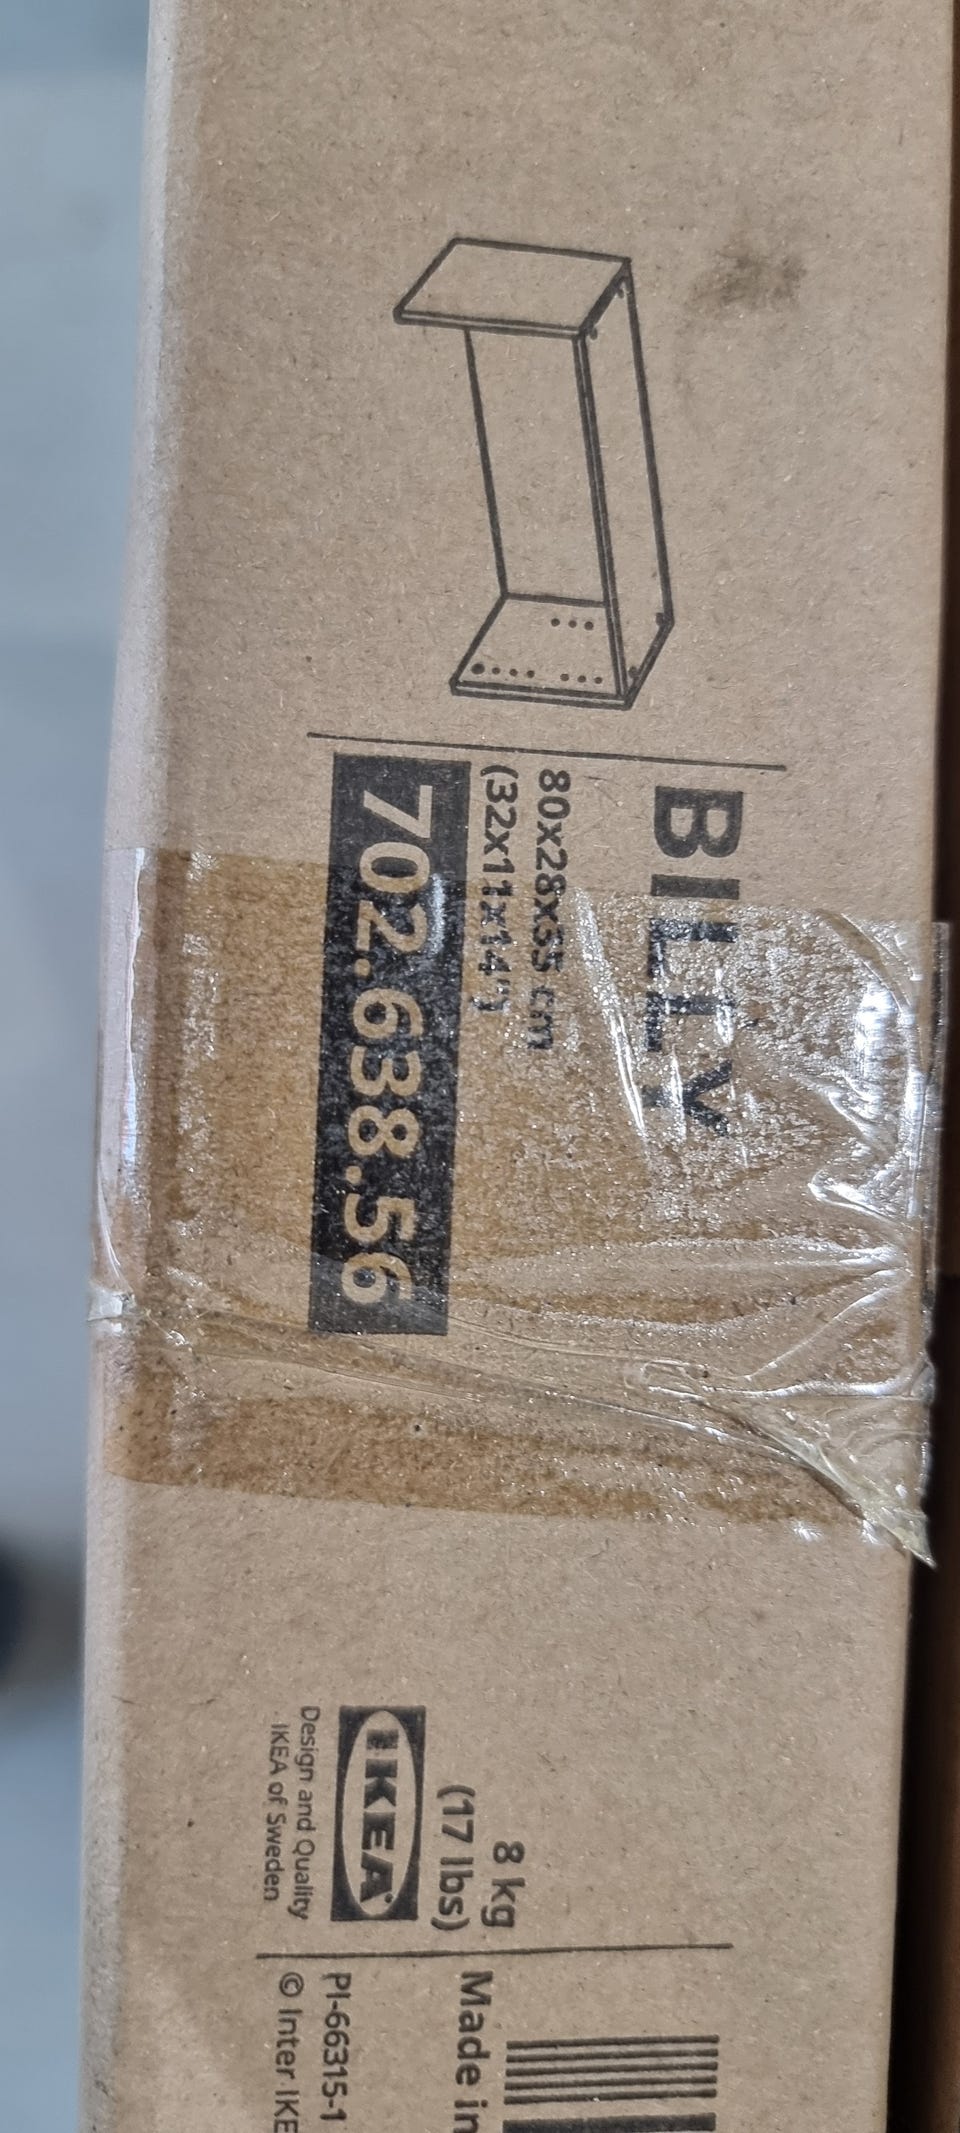 BILLY
80x28x35 cm
(32x11x14")
702.638.56
8 kg
(17 lbs)
IKEA
Design and Quality
IKEA of Sweden
Made in
PI-66315-1
© Inter IKE